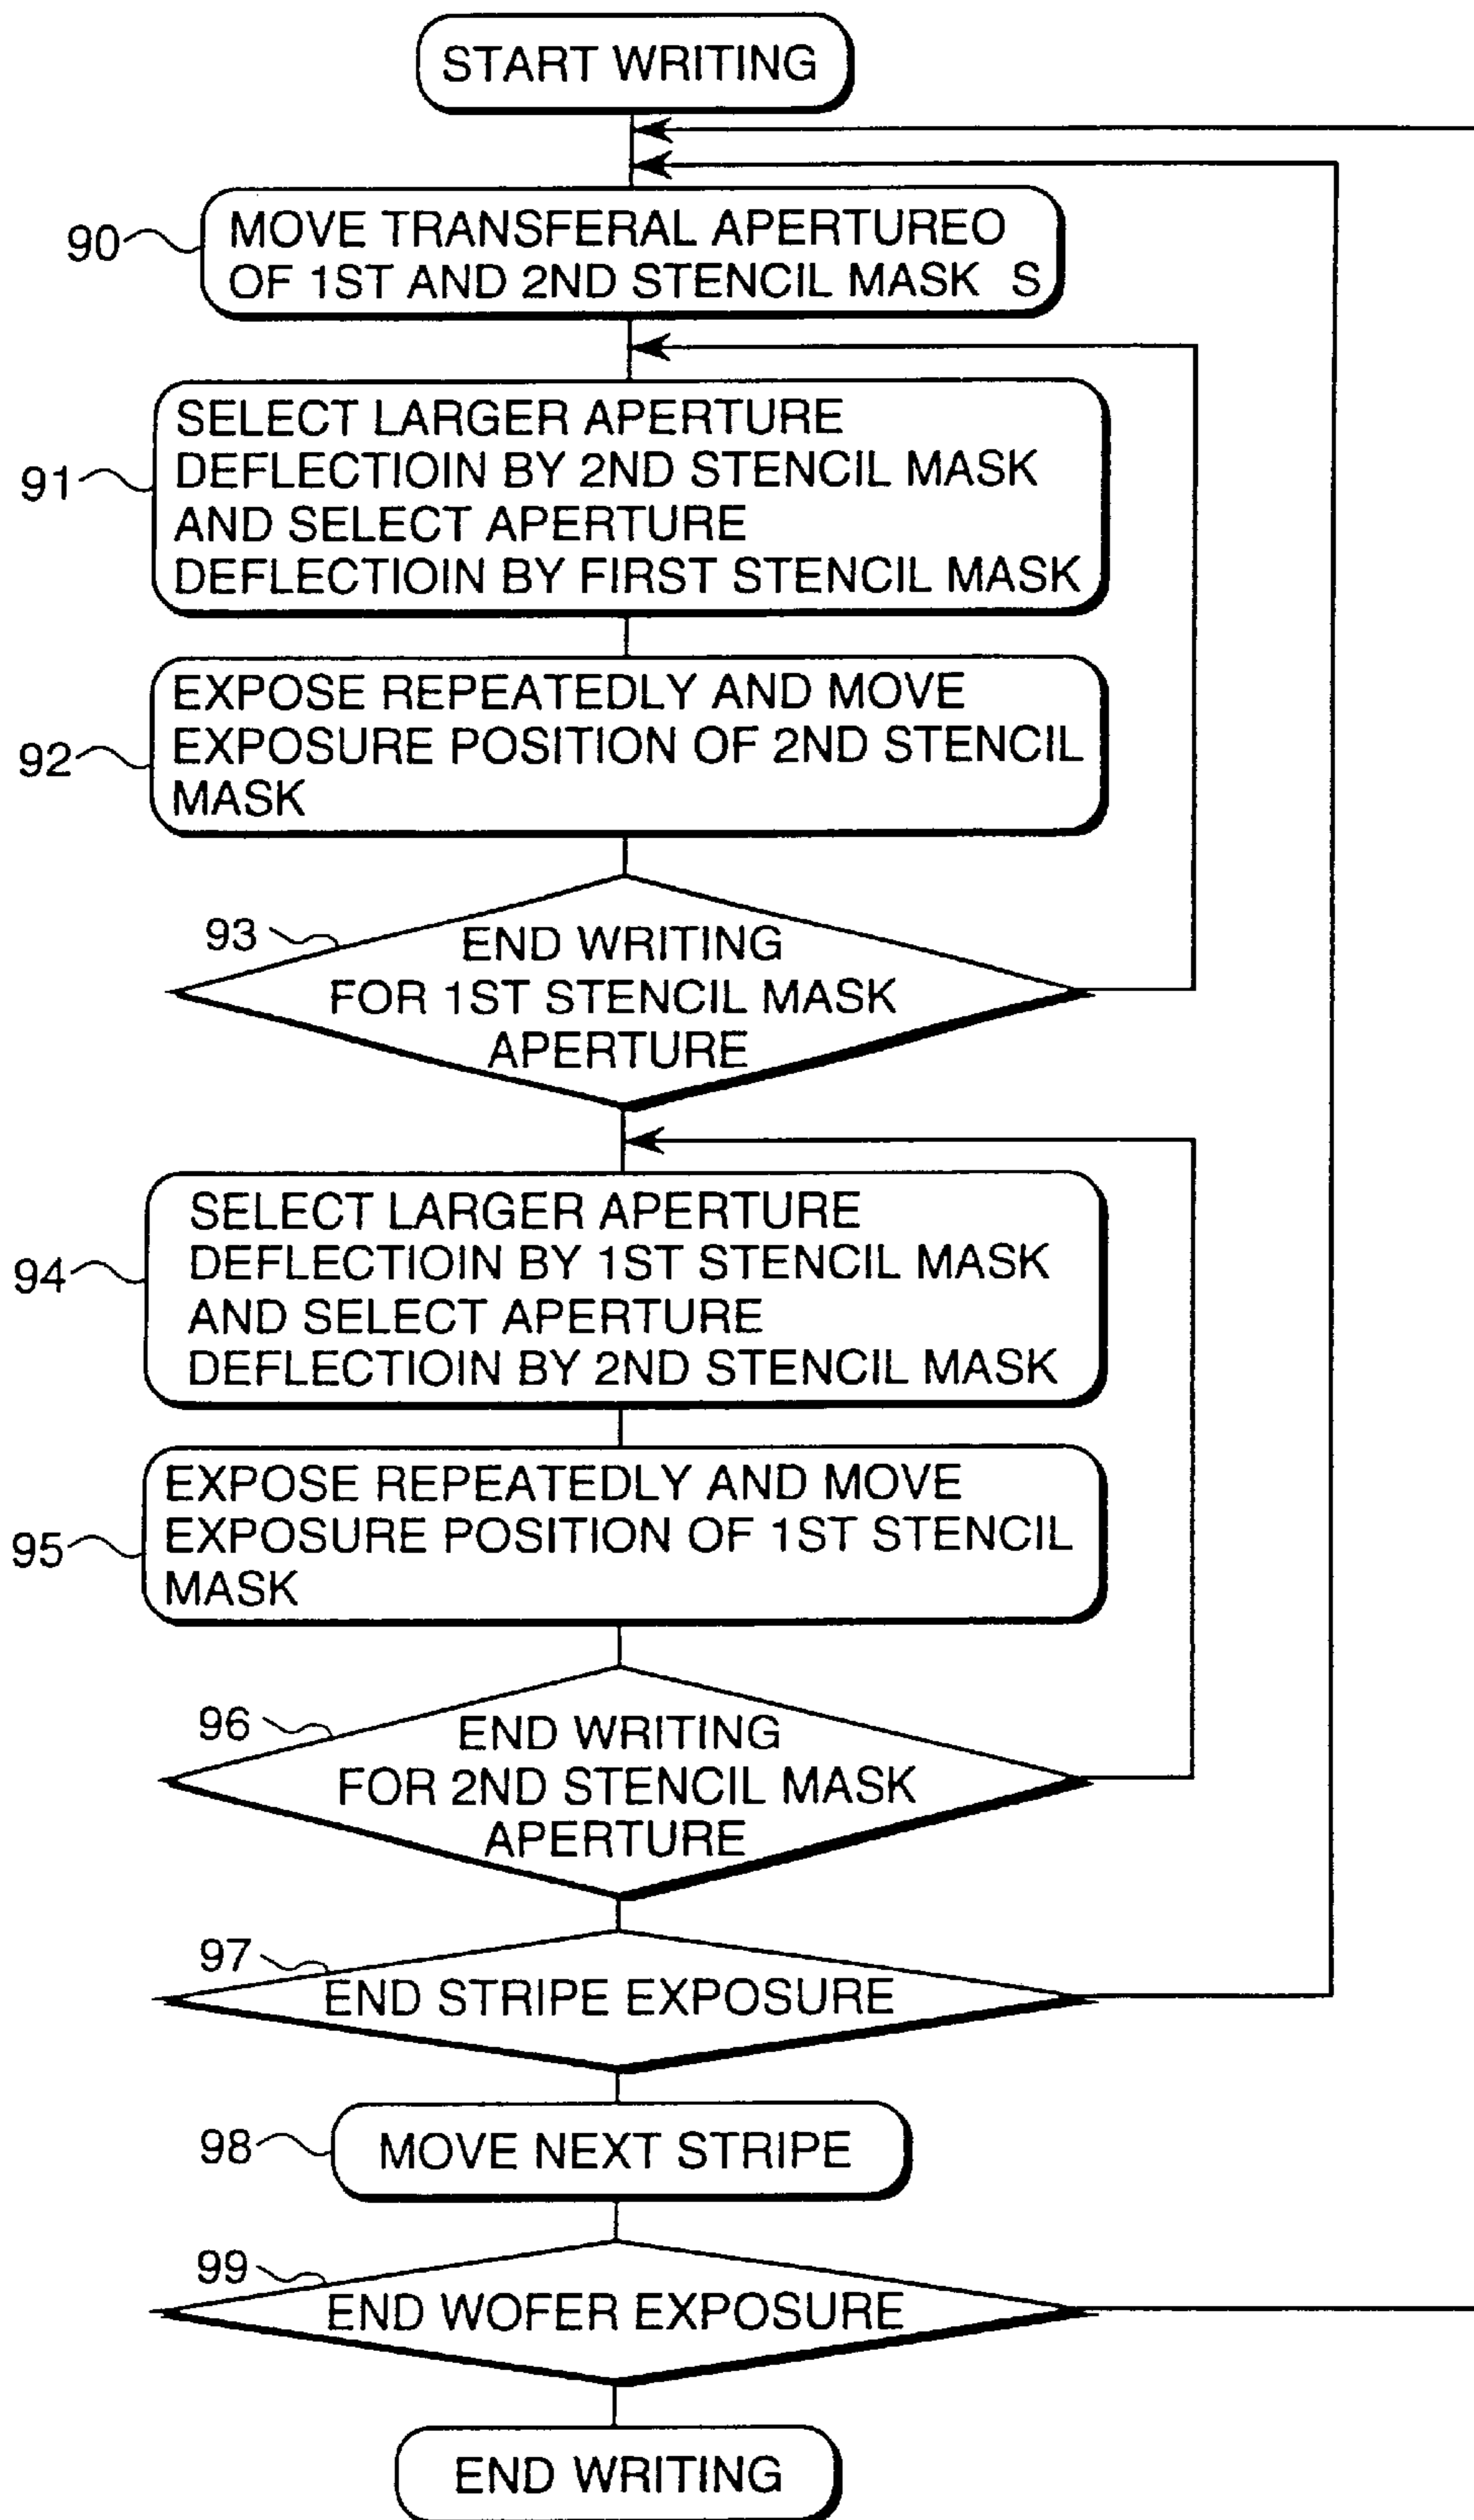 START WRITING
90
MOVE TRANSFERAL APERTUREO
OF 1ST AND 2ND STENCIL MASK S
91
SELECT LARGER APERTURE
DEFLECTIOIN BY 2ND STENCIL MASK
AND SELECT APERTURE
DEFLECTIOIN BY FIRST STENCIL MASK
92
EXPOSE REPEATEDLY AND MOVE
EXPOSURE POSITION OF 2ND STENCIL
MASK
93
END WRITING
FOR 1ST STENCIL MASK
APERTURE
94
SELECT LARGER APERTURE
DEFLECTIOIN BY 1ST STENCIL MASK
AND SELECT APERTURE
DEFLECTIOIN BY 2ND STENCIL MASK
95
EXPOSE REPEATEDLY AND MOVE
EXPOSURE POSITION OF 1ST STENCIL
MASK
96
END WRITING
FOR 2ND STENCIL MASK
APERTURE
97
END STRIPE EXPOSURE
98
MOVE NEXT STRIPE
99
END WOFER EXPOSURE
END WRITING